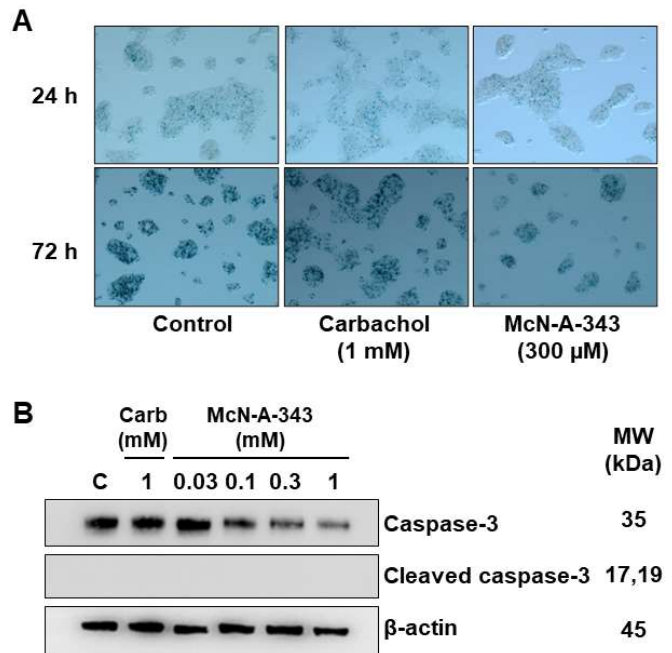 A
24 h
72 h
Control
Carbachol
(1 mM)
McN-A-343
(300 µM)
B
Carb
(mM)
McN-A-343
(mM)
MW
(kDa)
C 1 0.03 0.1 0.3 1
Caspase-3 35
Cleaved caspase-3 17,19
β-actin 45